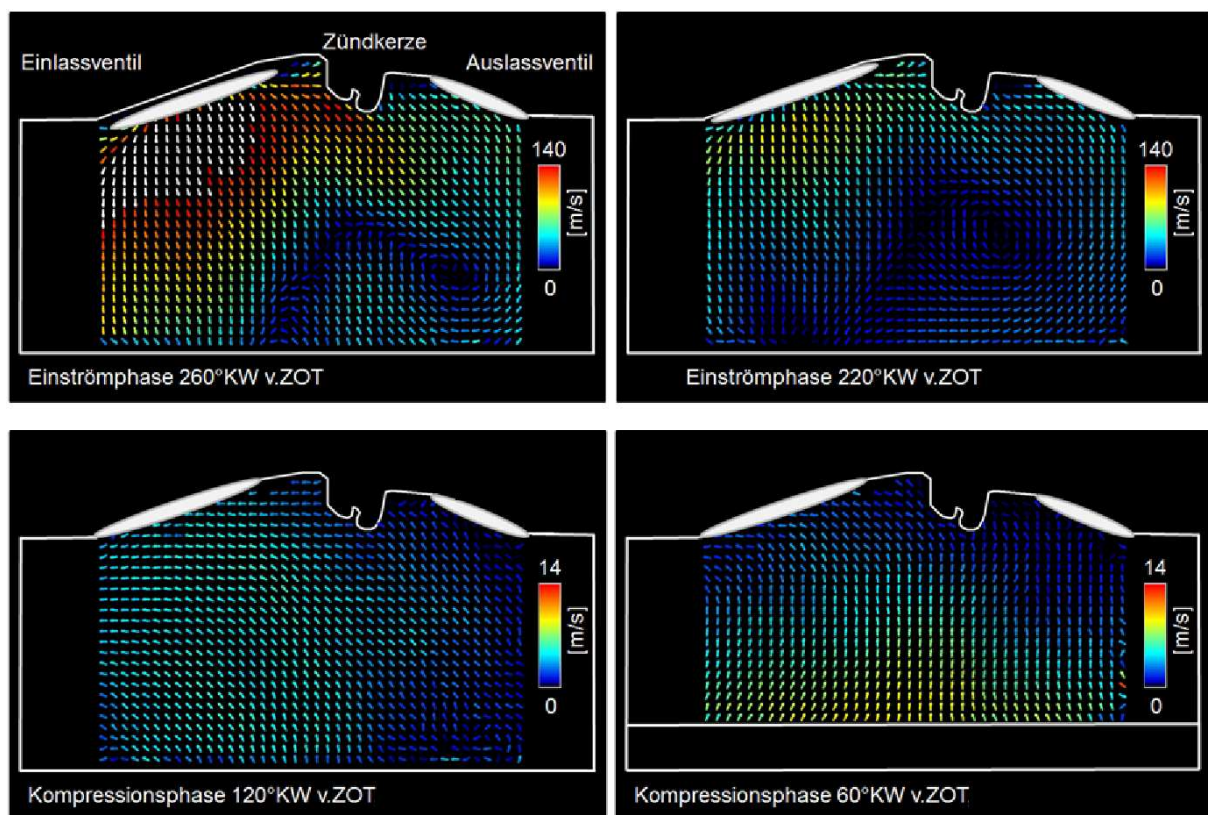 Zündkerze
Einlassventil
Auslassventil
140
[m/s]
0
Einströmphase 260°KW v.ZOT
140
[m/s]
0
Einströmphase 220°KW v.ZOT
14
[m/s]
0
Kompressionsphase 120°KW v.ZOT
14
[m/s]
0
Kompressionsphase 60°KW v.ZOT